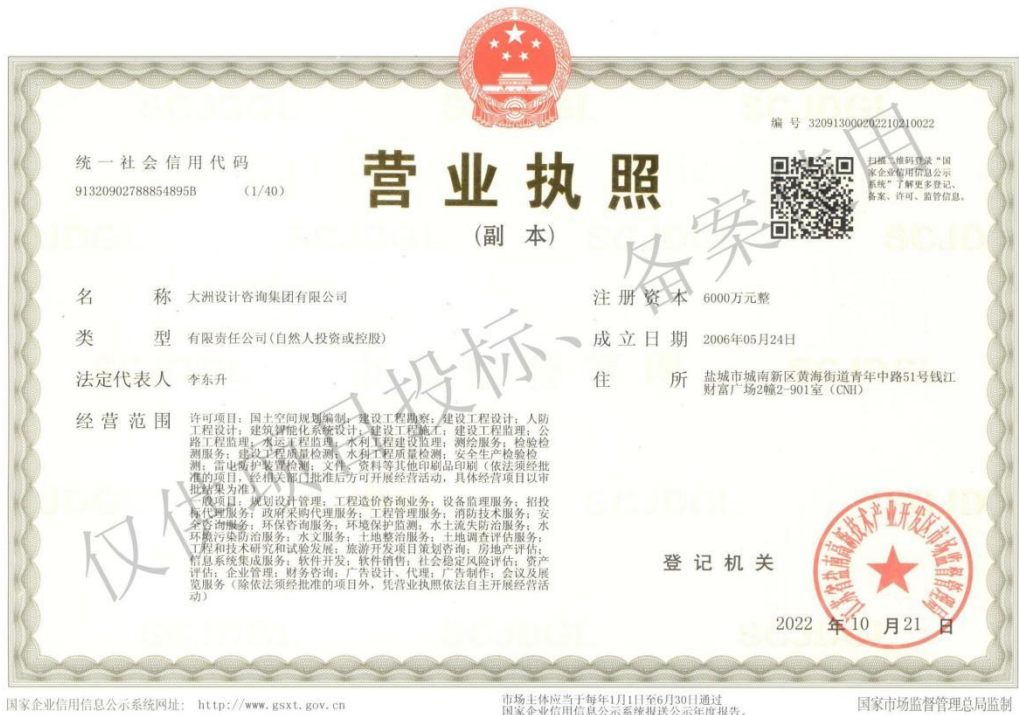 编 号 320913000202210210022
统一社会信用代码
91320902788854895B (1/40)
营业执照
(副 本)
扫描二维码登录“国
家企业信用信息公示
系统”了解更多登记、
备案、许可、监管信息。
名 称 大洲设计咨询集团有限公司
类 型 有限责任公司(自然人投资或控股)
法定代表人 李东升
经营范围 许可项目：国土空间规划编制；建设工程勘察；建设工程设计；人防
工程设计；建筑智能化系统设计；建设工程施工；建设工程监理；公
路工程监理；水运工程监理；水利工程建设监理；测绘服务；检验检
测服务；建设工程质量检测；水利工程质量检测；安全生产检验检
测；雷电防护装置检测；文件、资料等其他印刷品印刷（依法须经批
准的项目，经相关部门批准后方可开展经营活动，具体经营项目以审
批结果为准）
一般项目：规划设计管理；工程造价咨询业务；设备监理服务；招投
标代理服务；政府采购代理服务；工程管理服务；消防技术服务；安
全咨询服务；环保咨询服务；环境保护监测；水土流失防治服务；水
环境污染防治服务；水文服务；土地整治服务；土地调查评估服务；
工程和技术研究和试验发展；旅游开发项目策划咨询；房地产评估；
信息系统集成服务；软件开发；软件销售；社会稳定风险评估；资产
评估；企业管理；财务咨询；广告设计、代理；广告制作；会议及展
览服务（除依法须经批准的项目外，凭营业执照依法自主开展经营活
动）
注册资本 6000万元整
成立日期 2006年05月24日
住 所 盐城市城南新区黄海街道青年中路51号钱江
财富广场2幢2-901室（CNH）
登记机关
江苏省盐南高新技术产业开发区市场监督管理局
2022 年 10 月 21 日
仅供项目投标、备案使用
国家企业信用信息公示系统网址： http://www.gsxt.gov.cn
市场主体应当于每年1月1日至6月30日通过
国家企业信用信息公示系统报送公示年度报告。
国家市场监督管理总局监制